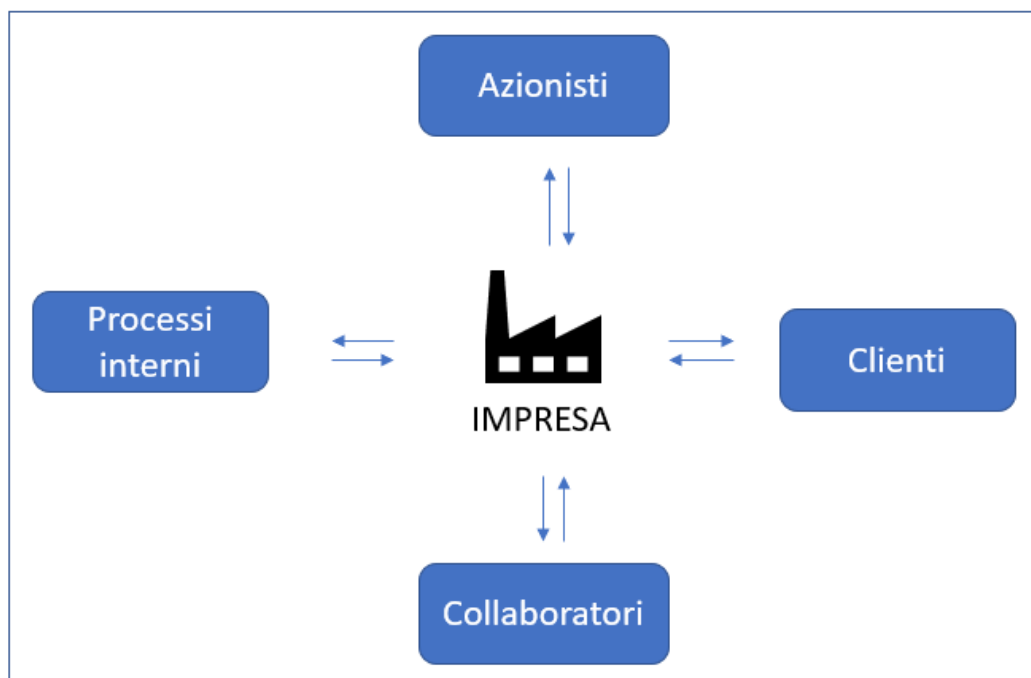 Azionisti
Processi
interni
IMPRESA
Clienti
Collaboratori